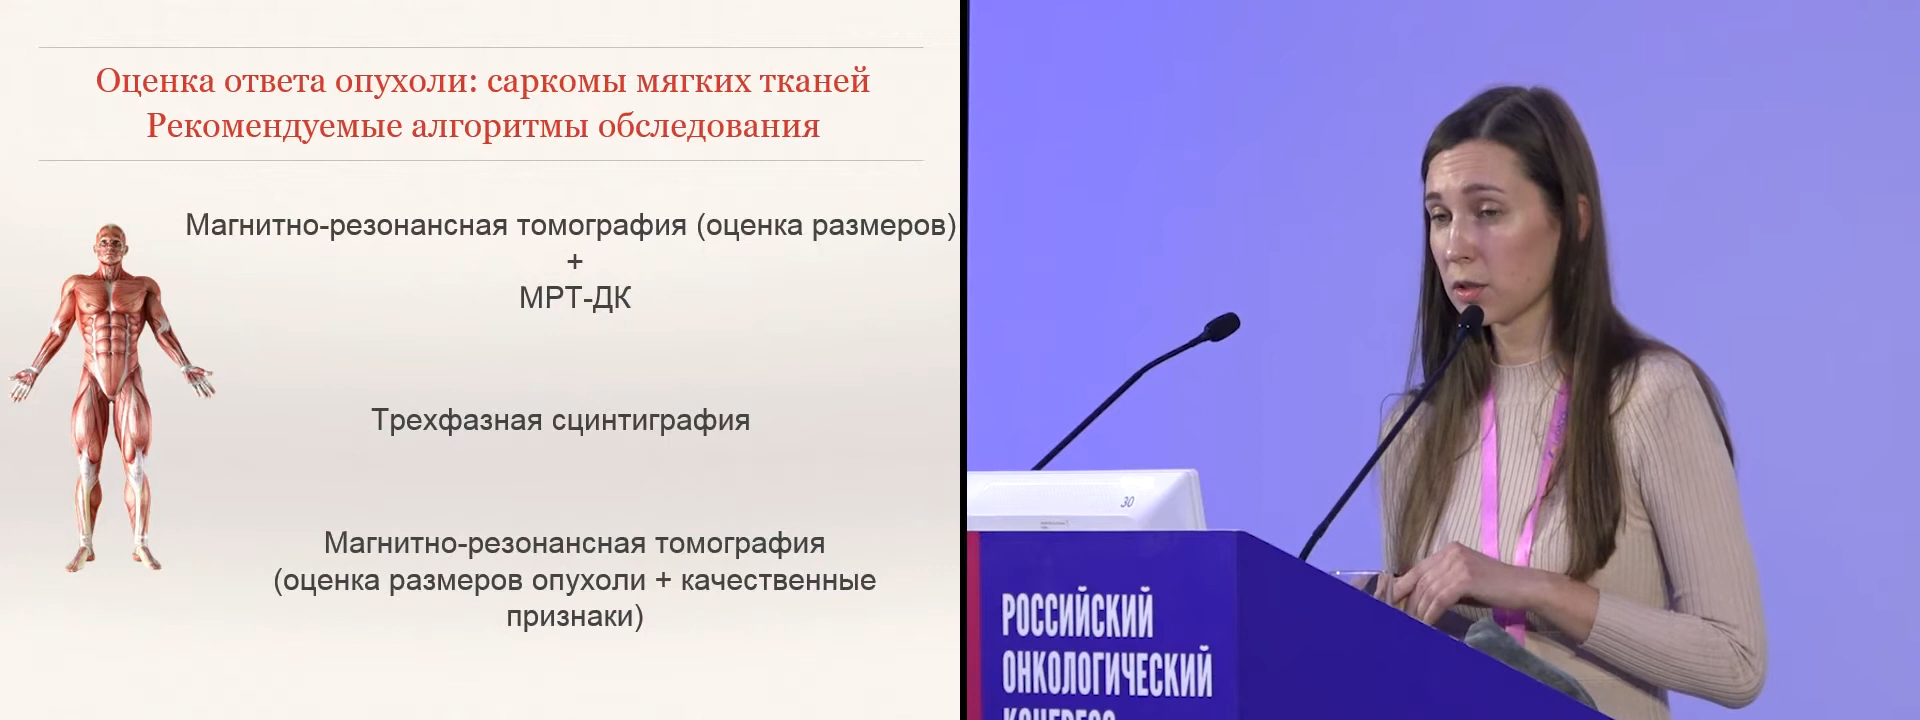 Оценка ответа опухоли: саркомы мягких тканей
Рекомендуемые алгоритмы обследования
Магнитно-резонансная томография (оценка размеров)
+
МРТ-ДК
Трехфазная сцинтиграфия
Магнитно-резонансная томография
(оценка размеров опухоли + качественные
признаки)
30
РОССИЙСКИЙ
ОНКОЛОГИЧЕСКИЙ
КОНГРЕСС